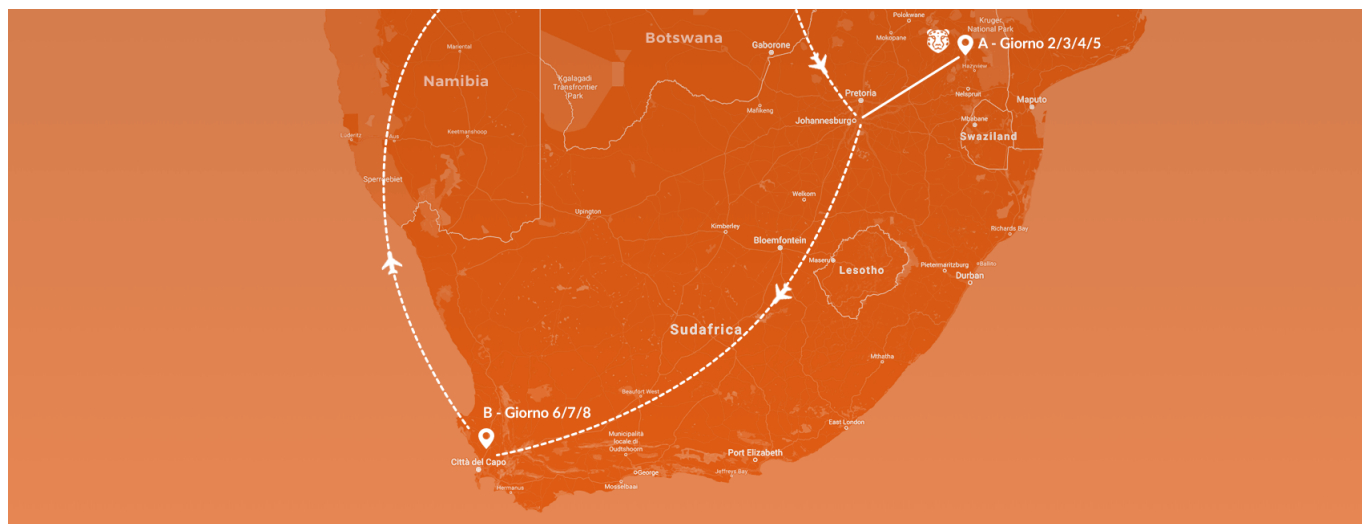 Polokwane
Kruger
National Park
Mokopane
Botswana
Gaborone
A - Giorno 2/3/4/5
Mariental
Hazyview
Namibia
Kgalagadi
Transfrontier
Park
Nelspruit
Pretoria
Maputo
Mafikeng
Johannesburg
Mbabane
Swaziland
Lüderitz
Aus
Keetmanshoop
Sperrgebiet
Welkom
Upington
Kimberley
Richards Bay
Bloemfontein
Maseru
Lesotho
Pietermaritzburg
Ballito
Durban
Sudafrica
Mthatha
Beaufort West
B - Giorno 6/7/8
East London
Municipalità
locale di
Oudtshoorn
Port Elizabeth
Città del Capo
George
Jeffreys Bay
Hermanus
Mosselbaai